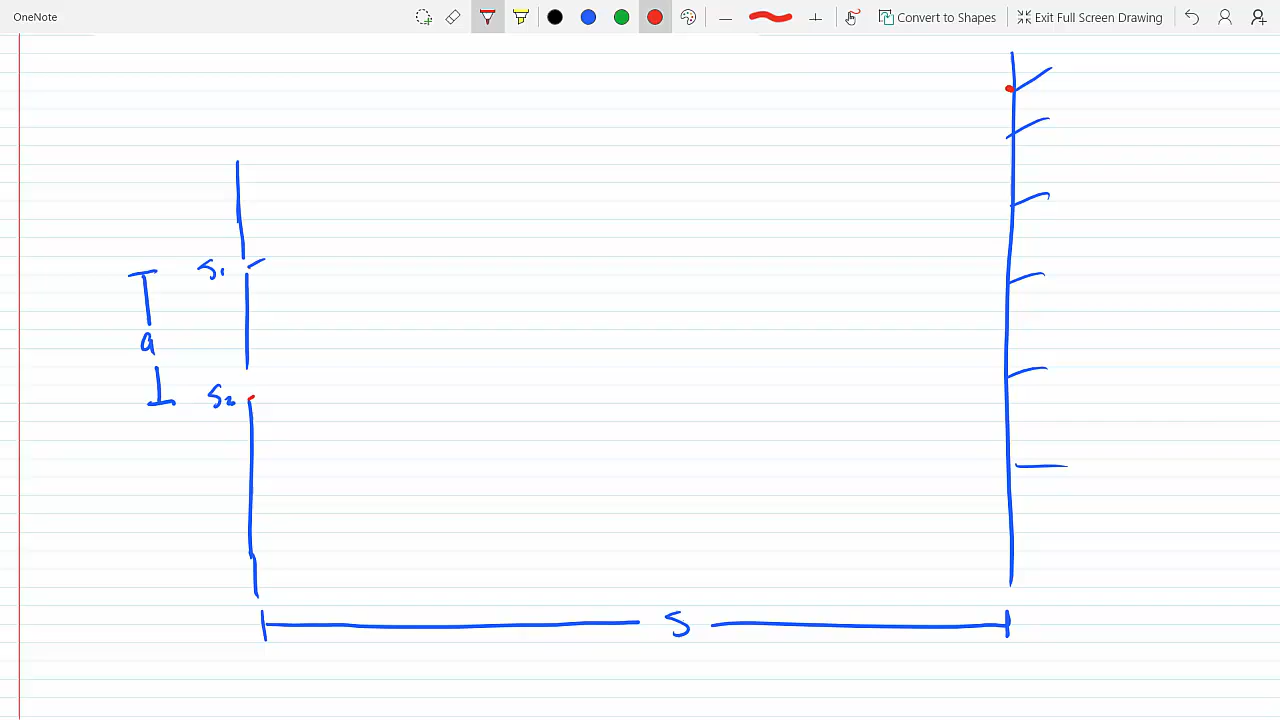 OneNote
Convert to Shapes
Exit Full Screen Drawing
S₁
a
S₂
S